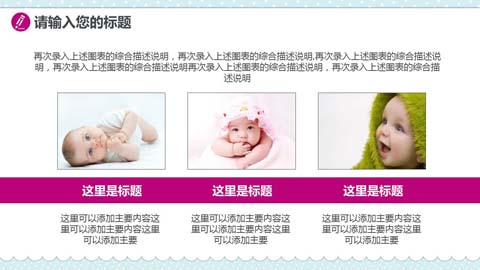 请输入您的标题
再次录入上述图表的综合描述说明，再次录入上述图表的综合描述说明,再次录入上述图表的综合描述说
明，再次录入上述图表的综合描述说明再次录入上述图表的综合描述说明，再次录入上述图表的综合描
述说明
这里是标题 这里是标题 这里是标题
这里可以添加主要内容这
里可以添加主要内容这里
可以添加主要
这里可以添加主要内容这
里可以添加主要内容这里
可以添加主要
这里可以添加主要内容这
里可以添加主要内容这里
可以添加主要